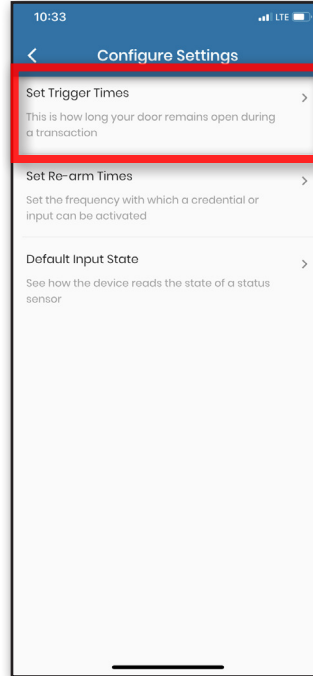 10:33
LTE
Configure Settings
Set Trigger Times
This is how long your door remains open during
a transaction
Set Re-arm Times
Set the frequency with which a credential or
input can be activated
Default Input State
See how the device reads the state of a status
sensor